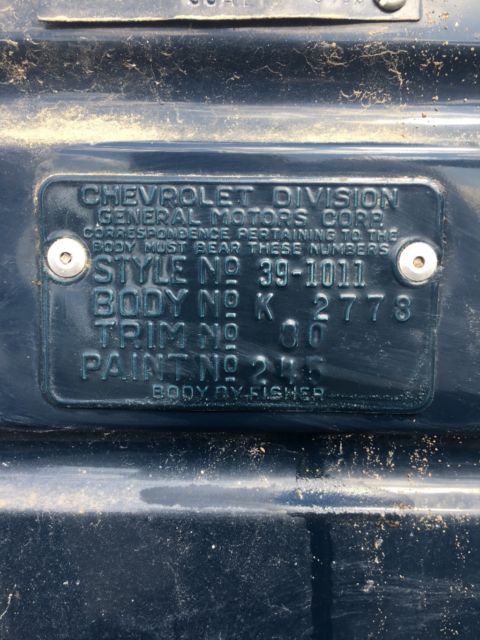 CHEVROLET DIVISION
GENERAL MOTORS CORP.
CORRESPONDENCE PERTAINING TO THE
BODY MUST BEAR THESE NUMBERS
STYLE Nº 39-1011
BODY Nº K 2778
TRIM Nº 00
PAINT Nº 245
BODY BY FISHER